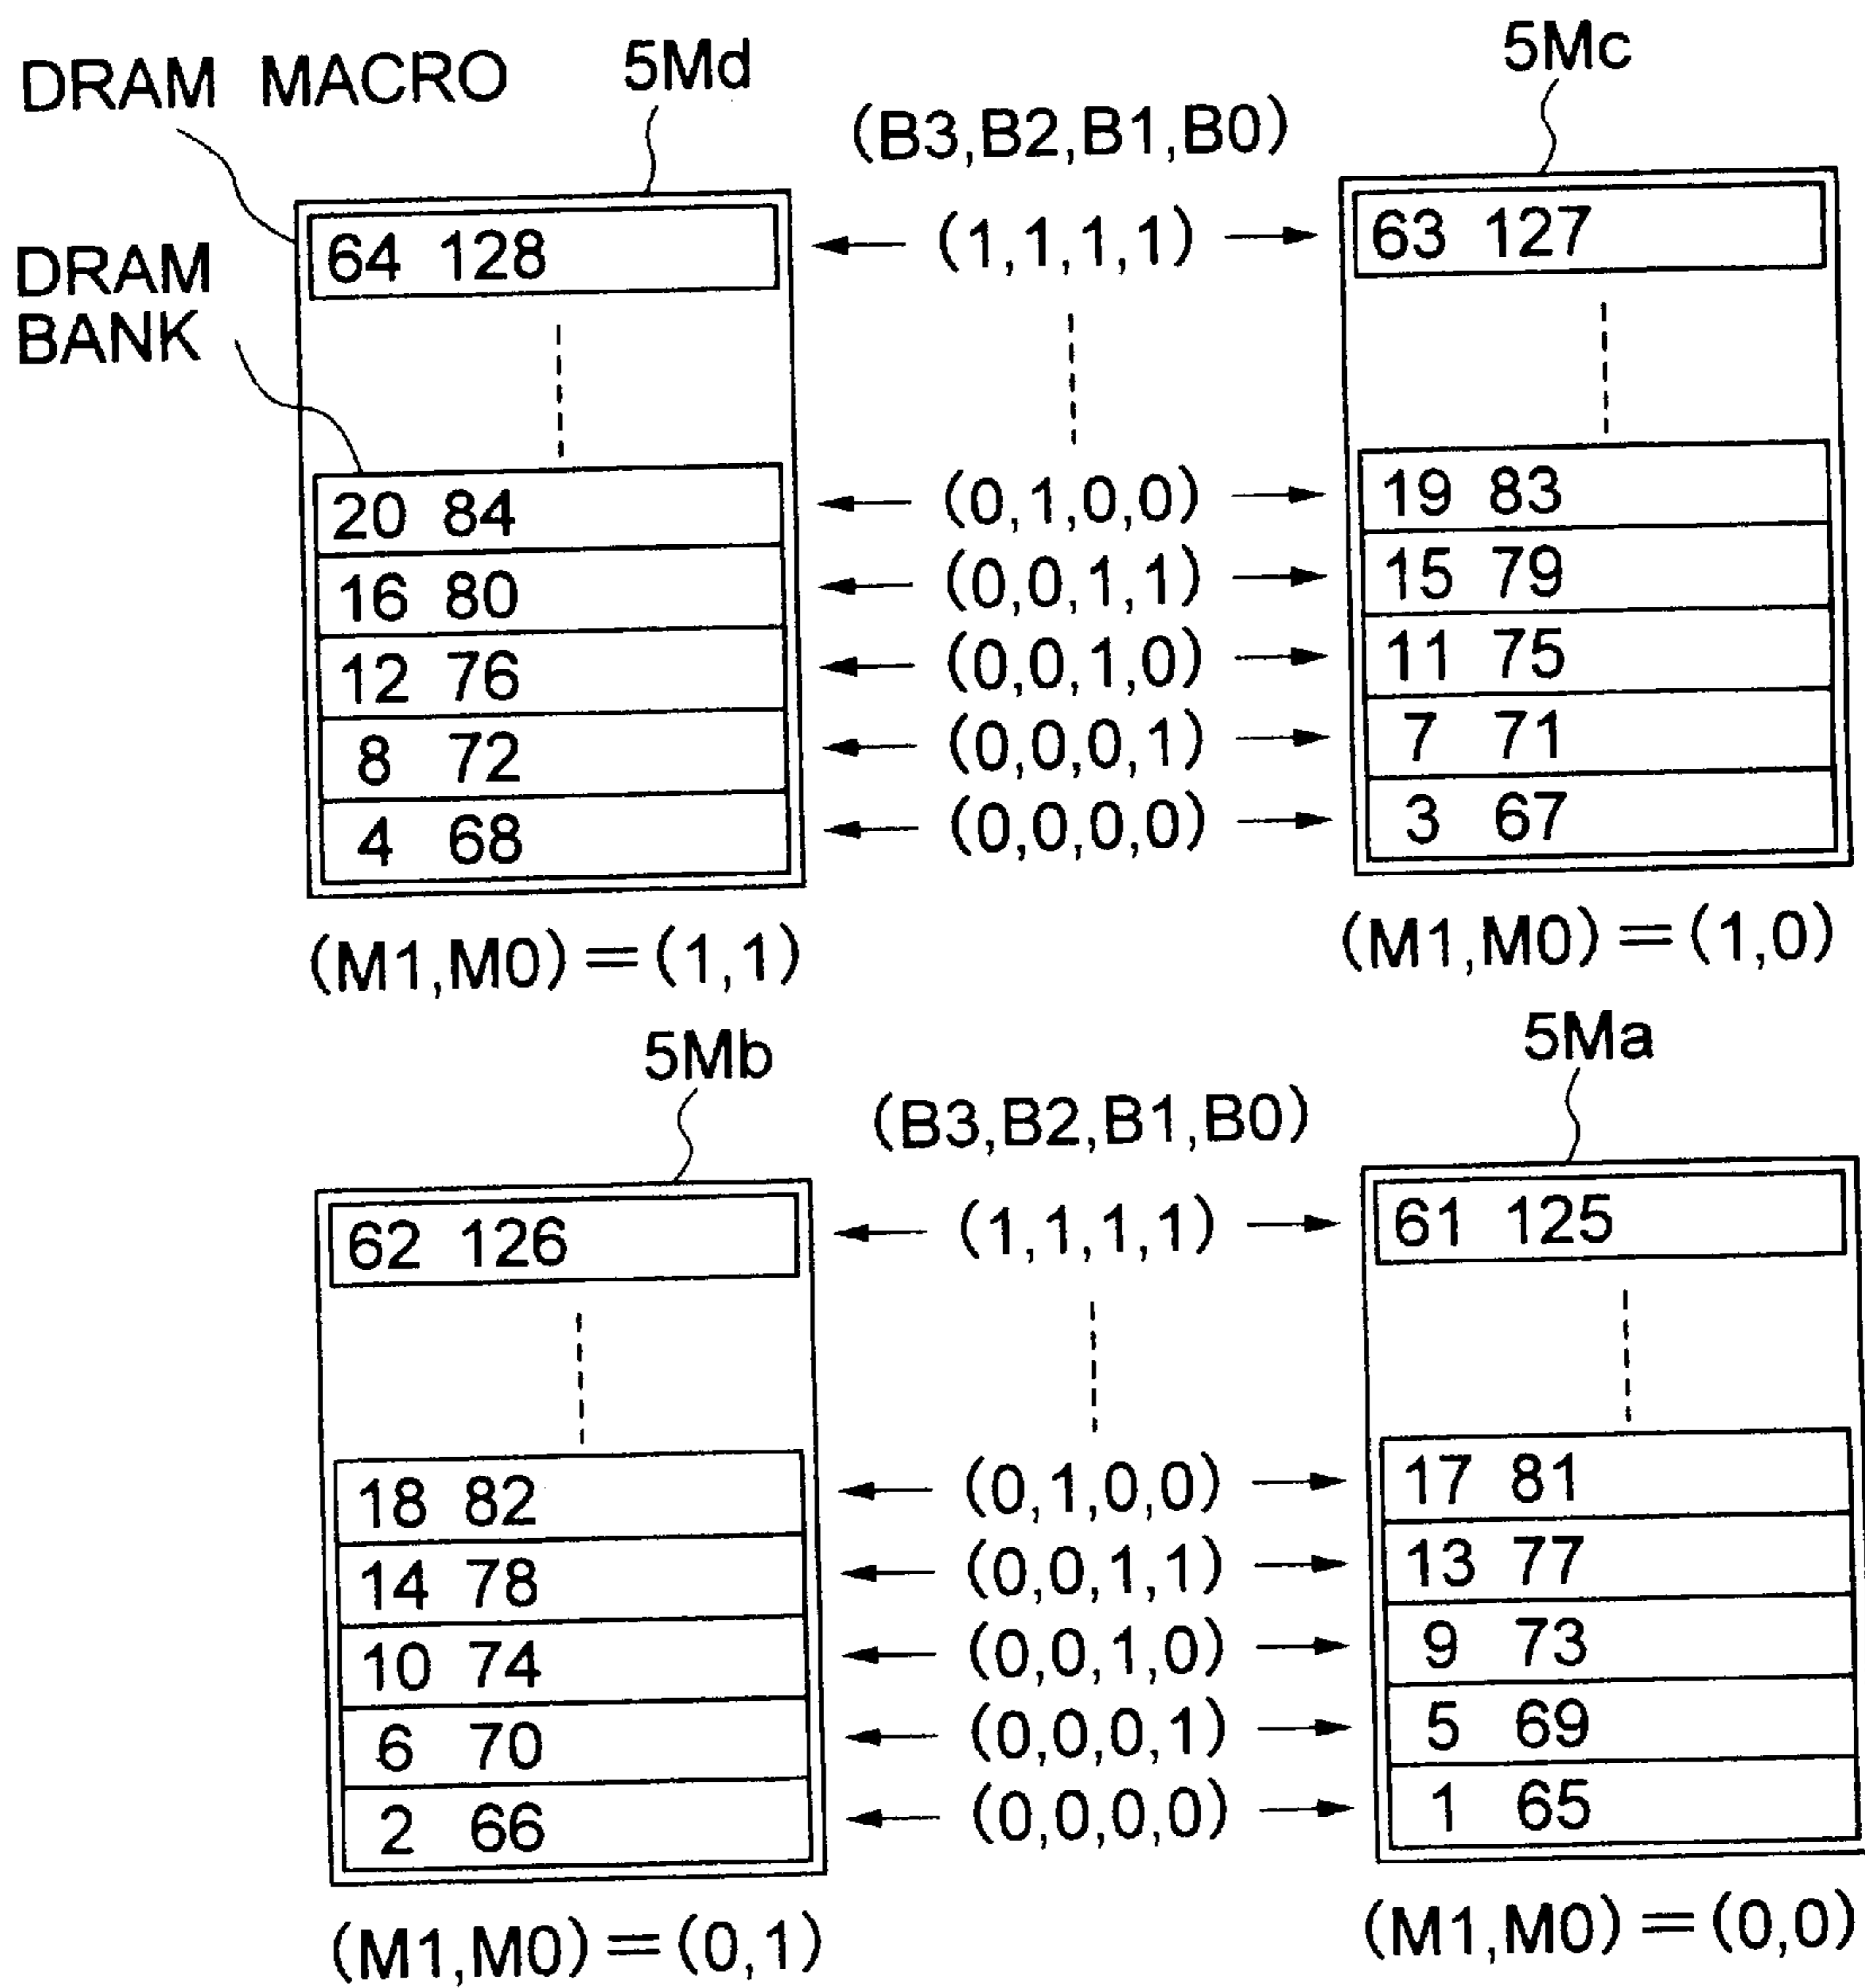 DRAM MACRO
5Md
5Mc
(B3,B2,B1,B0)
64 128
(1,1,1,1)
63 127
DRAM
BANK
20 84
(0,1,0,0)
19 83
16 80
(0,0,1,1)
15 79
12 76
(0,0,1,0)
11 75
8 72
(0,0,0,1)
7 71
4 68
(0,0,0,0)
3 67
(M1,M0)=(1,1)
(M1,M0)=(1,0)
5Mb
5Ma
(B3,B2,B1,B0)
62 126
(1,1,1,1)
61 125
18 82
(0,1,0,0)
17 81
14 78
(0,0,1,1)
13 77
10 74
(0,0,1,0)
9 73
6 70
(0,0,0,1)
5 69
2 66
(0,0,0,0)
1 65
(M1,M0)=(0,1)
(M1,M0)=(0,0)